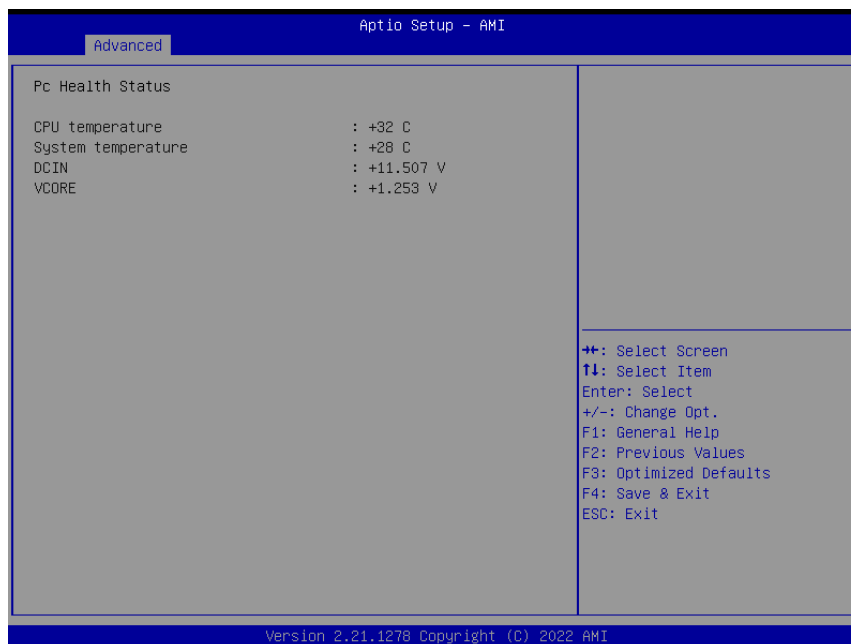 Aptio Setup – AMI
Advanced
Pc Health Status
CPU temperature : +32 C
System temperature : +28 C
DCIN : +11.507 V
VCORE : +1.253 V
→←: Select Screen
↑↓: Select Item
Enter: Select
+/-: Change Opt.
F1: General Help
F2: Previous Values
F3: Optimized Defaults
F4: Save & Exit
ESC: Exit
Version 2.21.1278 Copyright (C) 2022 AMI